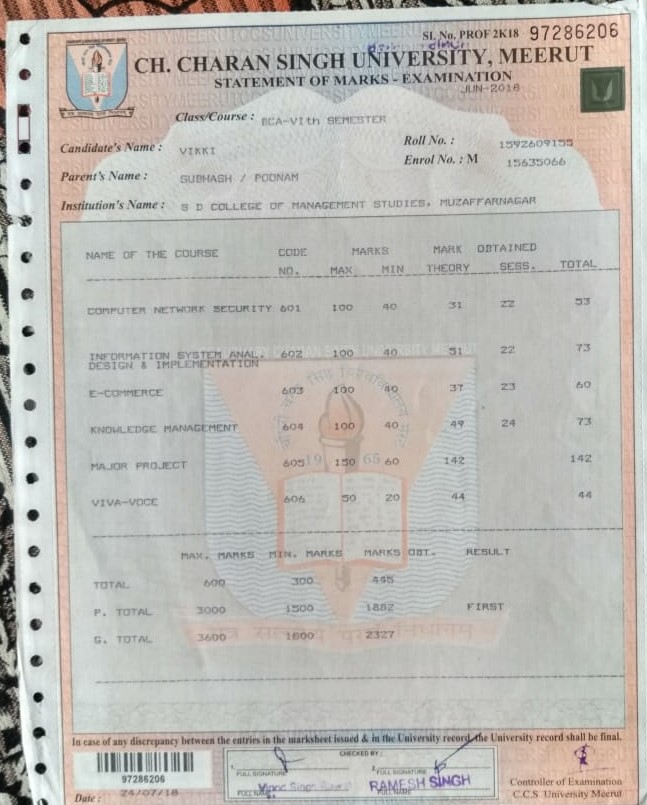 Sl. No. PROF 2K18 97286206
CH. CHARAN SINGH UNIVERSITY, MEERUT
STATEMENT OF MARKS - EXAMINATION
JUN-2018
Class/Course : BCA-VIth SEMESTER
Candidate's Name : VIKKI Roll No. : 1592609155
Enrol No. : M 15635066
Parent's Name : SUBHASH / POONAM
Institution's Name : S D COLLEGE OF MANAGEMENT STUDIES, MUZAFFARNAGAR
NAME OF THE COURSE CODE MARKS MARK OBTAINED
NO. MAX MIN THEORY SESS. TOTAL
COMPUTER NETWORK SECURITY 601 100 40 31 22 53
INFORMATION SYSTEM ANAL. 602 100 40 51 22 73
DESIGN & IMPLEMENTATION
E-COMMERCE 603 100 40 37 23 60
KNOWLEDGE MANAGEMENT 604 100 40 49 24 73
MAJOR PROJECT 605 150 60 142 142
1965
VIVA-VOCE 606 50 20 44 44
MAX. MARKS MIN. MARKS MARKS OBT. RESULT
TOTAL 600 300 445
P. TOTAL 3000 1500 1882 FIRST
G. TOTAL 3600 1800 2327
In case of any discrepancy between the entries in the marksheet issued & in the University record, the University record shall be final.
CHECKED BY :
1. 2.
FULL SIGNATURE FULL SIGNATURE
97286206
RAMESH SINGH
FULL NAME FULL NAME
Controller of Examination
Date : 24/07/18
C.C.S. University Meerut